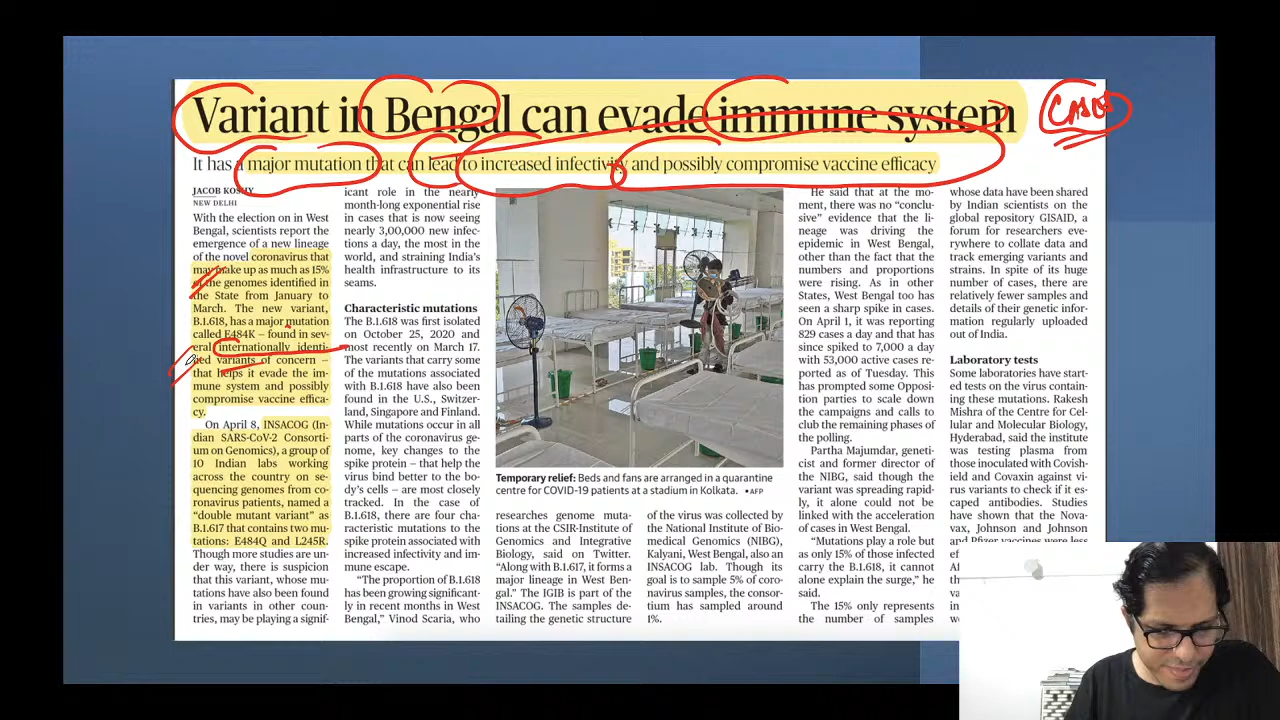 Variant in Bengal can evade immune system
CASES
It has a major mutation that can lead to increased infectivity and possibly compromise vaccine efficacy
JACOB KOSHY
NEW DELHI
With the election on in West
Bengal, scientists report the
emergence of a new lineage
of the novel coronavirus that
may make up as much as 15%
of the genomes identified in
the State from January to
March. The new variant,
B.1.618, has a major mutation
called E484K – found in sev-
eral internationally identi-
fied variants of concern –
that helps it evade the im-
mune system and possibly
compromise vaccine effica-
cy.
On April 8, INSACOG (In-
dian SARS-CoV-2 Consorti-
um on Genomics), a group of
10 Indian labs working
across the country on se-
quencing genomes from co-
ronavirus patients, named a
“double mutant variant” as
B.1.617 that contains two mu-
tations: E484Q and L245R.
Though more studies are un-
der way, there is suspicion
that this variant, whose mu-
tations have also been found
in variants in other coun-
tries, may be playing a signif-
icant role in the nearly
month-long exponential rise
in cases that is now seeing
nearly 3,00,000 new infec-
tions a day, the most in the
world, and straining India’s
health infrastructure to its
seams.
Characteristic mutations
The B.1.618 was first isolated
on October 25, 2020 and
most recently on March 17.
The variants that carry some
of the mutations associated
with B.1.618 have also been
found in the U.S., Switzer-
land, Singapore and Finland.
While mutations occur in all
parts of the coronavirus ge-
nome, key changes to the
spike protein – that help the
virus bind better to the bo-
dy’s cells – are most closely
tracked. In the case of
B.1.618, there are four cha-
racteristic mutations to the
spike protein associated with
increased infectivity and im-
mune escape.
“The proportion of B.1.618
has been growing significant-
ly in recent months in West
Bengal,” Vinod Scaria, who
Temporary relief: Beds and fans are arranged in a quarantine
centre for COVID-19 patients at a stadium in Kolkata. •AFP
researches genome muta-
tions at the CSIR-Institute of
Genomics and Integrative
Biology, said on Twitter.
“Along with B.1.617, it forms a
major lineage in West Ben-
gal.” The IGIB is part of the
INSACOG. The samples de-
tailing the genetic structure
of the virus was collected by
the National Institute of Bio-
medical Genomics (NIBG),
Kalyani, West Bengal, also an
INSACOG lab. Though its
goal is to sample 5% of coro-
navirus samples, the consor-
tium has sampled around
1%.
He said that at the mo-
ment, there was no “conclu-
sive” evidence that the li-
neage was driving the
epidemic in West Bengal,
other than the fact that the
numbers and proportions
were rising. As in other
States, West Bengal too has
seen a sharp spike in cases.
On April 1, it was reporting
829 cases a day and that has
since spiked to 7,000 a day
with 53,000 active cases re-
ported as of Tuesday. This
has prompted some Opposi-
tion parties to scale down
the campaigns and calls to
club the remaining phases of
the polling.
Partha Majumdar, geneti-
cist and former director of
the NIBG, said though the
variant was spreading rapid-
ly, it alone could not be
linked with the acceleration
of cases in West Bengal.
“Mutations play a role but
as only 15% of those infected
carry the B.1.618, it cannot
alone explain the surge,” he
said.
The 15% only represents
the number of samples
whose data have been shared
by Indian scientists on the
global repository GISAID, a
forum for researchers eve-
rywhere to collate data and
track emerging variants and
strains. In spite of its huge
number of cases, there are
relatively fewer samples and
details of their genetic infor-
mation regularly uploaded
out of India.
Laboratory tests
Some laboratories have start-
ed tests on the virus contain-
ing these mutations. Rakesh
Mishra of the Centre for Cel-
lular and Molecular Biology,
Hyderabad, said the institute
was testing plasma from
those inoculated with Covish-
ield and Covaxin against vi-
rus variants to check if it es-
caped antibodies. Studies
have shown that the Nova-
vax, Johnson and Johnson
and Pfizer vaccines were less